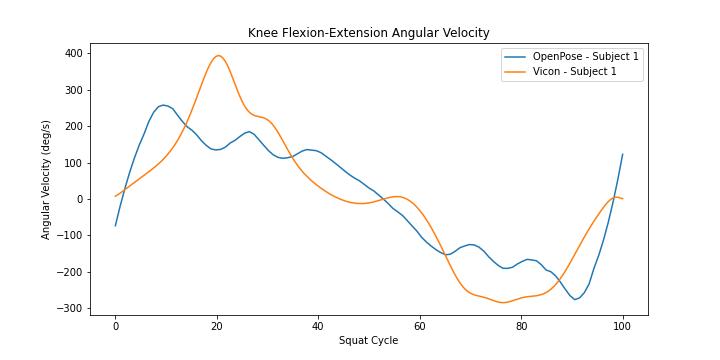 Knee Flexion-Extension Angular Velocity
OpenPose - Subject 1
Vicon - Subject 1
Angular Velocity (deg/s)
400
300
200
100
0
−100
−200
−300
0 20 40 60 80 100
Squat Cycle